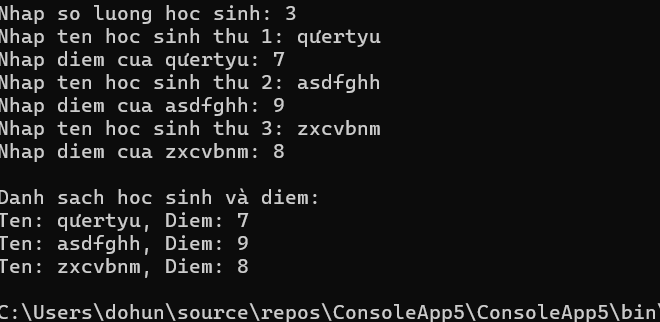 Nhap so luong hoc sinh: 3
Nhap ten hoc sinh thu 1: qưertyu
Nhap diem cua qưertyu: 7
Nhap ten hoc sinh thu 2: asdfghh
Nhap diem cua asdfghh: 9
Nhap ten hoc sinh thu 3: zxcvbnm
Nhap diem cua zxcvbnm: 8
Danh sach hoc sinh và diem:
Ten: qưertyu, Diem: 7
Ten: asdfghh, Diem: 9
Ten: zxcvbnm, Diem: 8
C:\Users\dohun\source\repos\ConsoleApp5\ConsoleApp5\bin\